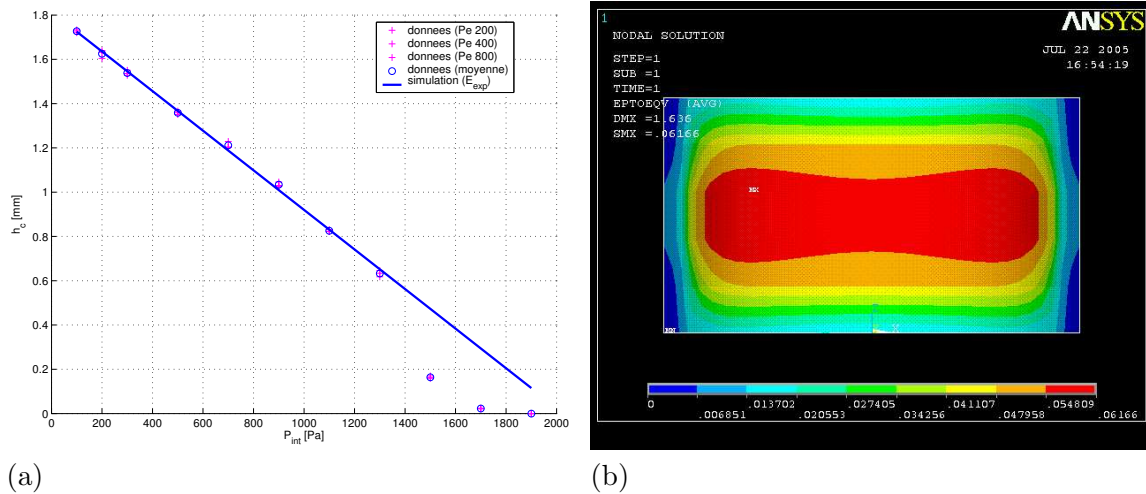 1.8
1.6
1.4
1.2
1
0.8
0.6
0.4
0.2
0
h_c [mm]
0 200 400 600 800 1000 1200 1400 1600 1800 2000
P_int [Pa]
donnees (Pe 200)
donnees (Pe 400)
donnees (Pe 800)
donnees (moyenne)
simulation (E_exp)
(a)
1
ANSYS
NODAL SOLUTION
JUL 22 2005
16:54:19
STEP=1
SUB =1
TIME=1
EPTOEQV (AVG)
DMX =1.636
SMX =.06166
MX
MN
X
0 .013702 .027405 .041107 .054809
.006851 .020553 .034256 .047958 .06166
(b)